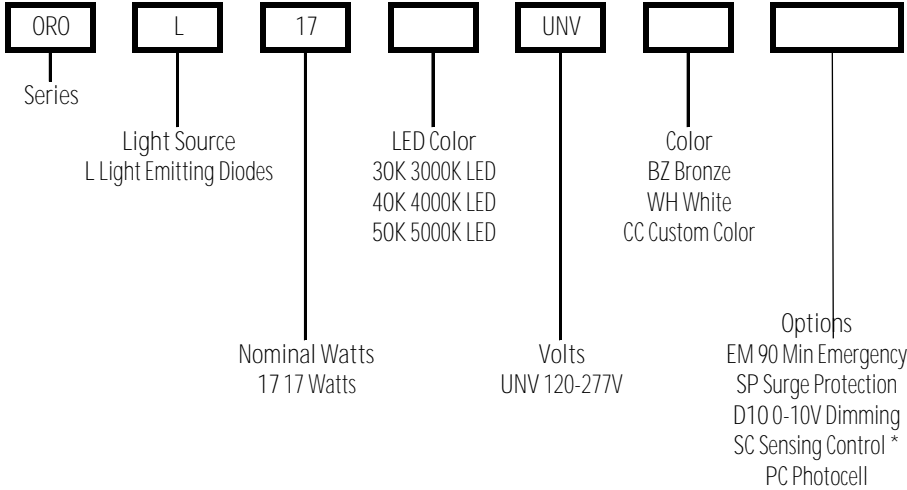 ORO
L
17
UNV
Series
Light Source
L Light Emitting Diodes
LED Color
30K 3000K LED
40K 4000K LED
50K 5000K LED
Color
BZ Bronze
WH White
CC Custom Color
Nominal Watts
17 17 Watts
Volts
UNV 120-277V
Options
EM 90 Min Emergency
SP Surge Protection
D10 0-10V Dimming
SC Sensing Control *
PC Photocell